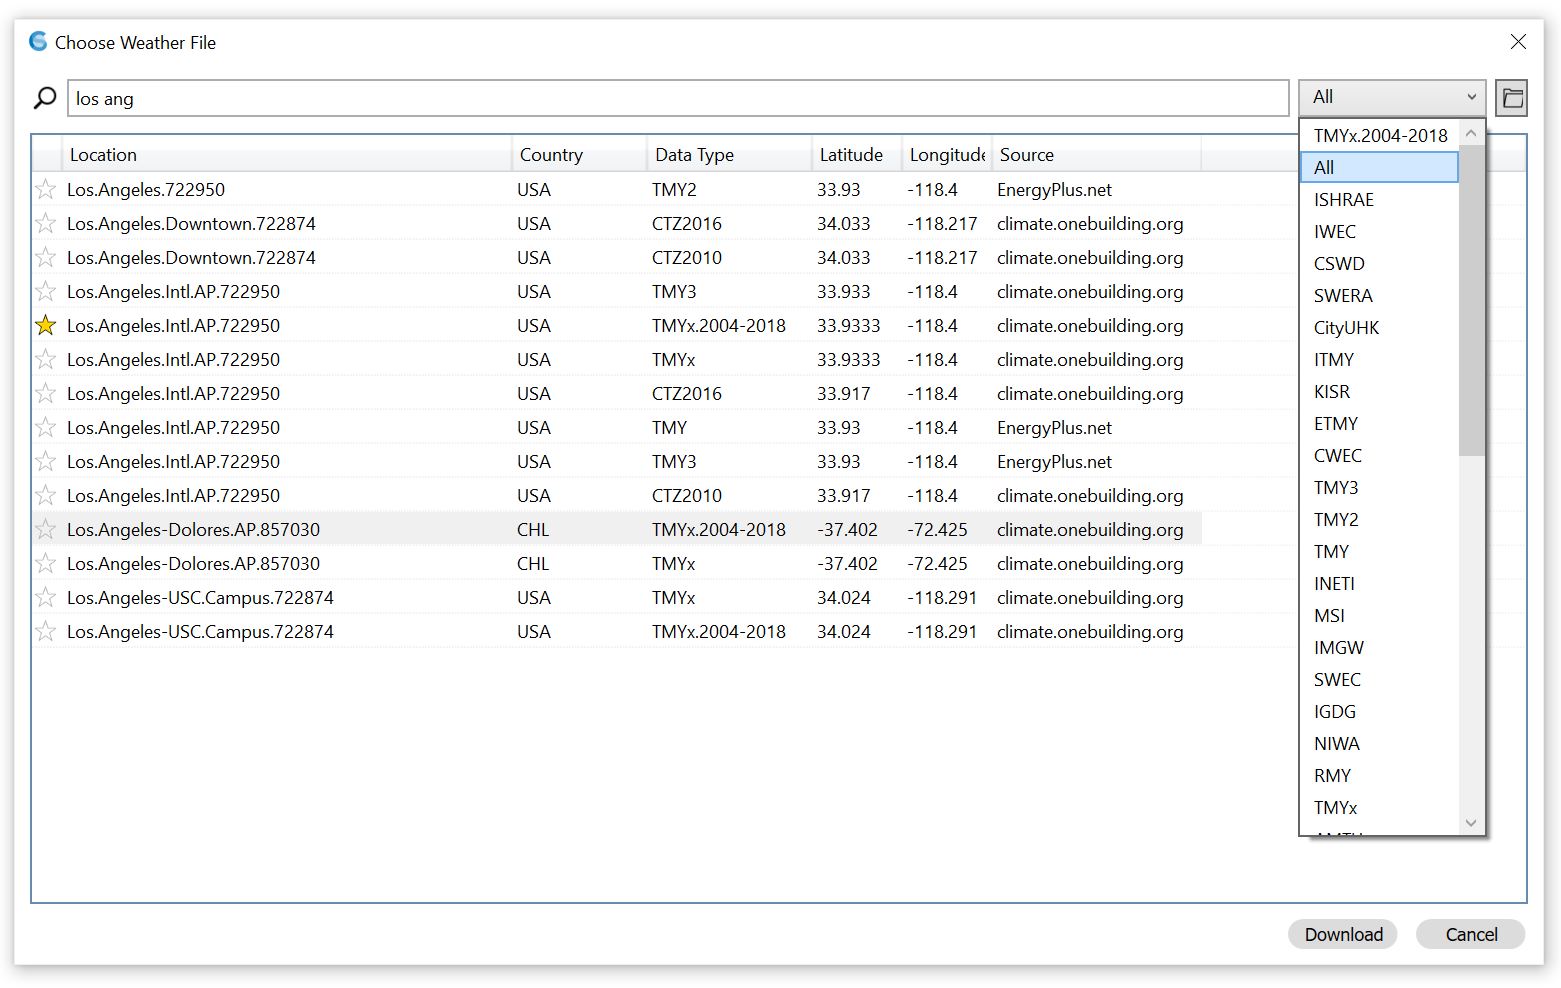 Choose Weather File
los ang
All
Location Country Data Type Latitude Longitude Source
Los.Angeles.722950 USA TMY2 33.93 -118.4 EnergyPlus.net
Los.Angeles.Downtown.722874 USA CTZ2016 34.033 -118.217 climate.onebuilding.org
Los.Angeles.Downtown.722874 USA CTZ2010 34.033 -118.217 climate.onebuilding.org
Los.Angeles.Intl.AP.722950 USA TMY3 33.933 -118.4 climate.onebuilding.org
Los.Angeles.Intl.AP.722950 USA TMYx.2004-2018 33.9333 -118.4 climate.onebuilding.org
Los.Angeles.Intl.AP.722950 USA TMYx 33.9333 -118.4 climate.onebuilding.org
Los.Angeles.Intl.AP.722950 USA CTZ2016 33.917 -118.4 climate.onebuilding.org
Los.Angeles.Intl.AP.722950 USA TMY 33.93 -118.4 EnergyPlus.net
Los.Angeles.Intl.AP.722950 USA TMY3 33.93 -118.4 EnergyPlus.net
Los.Angeles.Intl.AP.722950 USA CTZ2010 33.917 -118.4 climate.onebuilding.org
Los.Angeles-Dolores.AP.857030 CHL TMYx.2004-2018 -37.402 -72.425 climate.onebuilding.org
Los.Angeles-Dolores.AP.857030 CHL TMYx -37.402 -72.425 climate.onebuilding.org
Los.Angeles-USC.Campus.722874 USA TMYx 34.024 -118.291 climate.onebuilding.org
Los.Angeles-USC.Campus.722874 USA TMYx.2004-2018 34.024 -118.291 climate.onebuilding.org
TMYx.2004-2018
All
ISHRAE
IWEC
CSWD
SWERA
CityUHK
ITMY
KISR
ETMY
CWEC
TMY3
TMY2
TMY
INETI
MSI
IMGW
SWEC
IGDG
NIWA
RMY
TMYx
Download Cancel